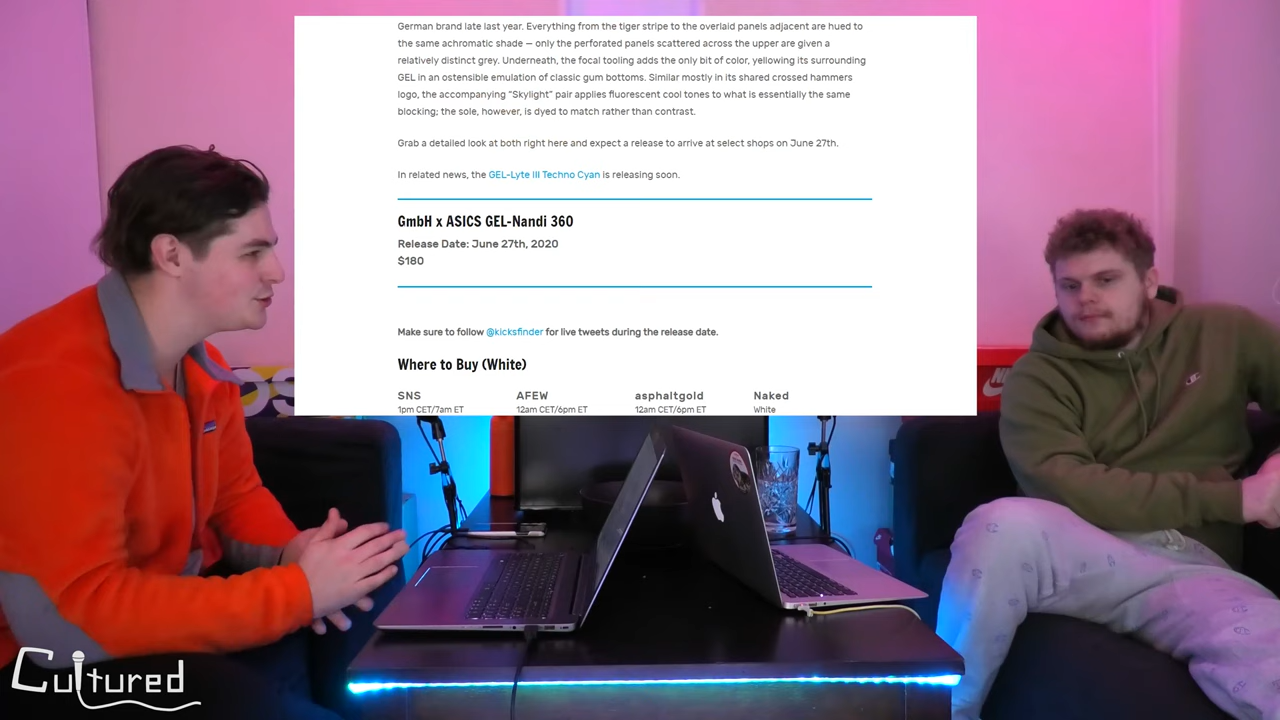 German brand late last year. Everything from the tiger stripe to the overlaid panels adjacent are hued to
the same achromatic shade — only the perforated panels scattered across the upper are given a
relatively distinct grey. Underneath, the focal tooling adds the only bit of color, yellowing its surrounding
GEL in an ostensible emulation of classic gum bottoms. Similar mostly in its shared crossed hammers
logo, the accompanying “Skylight” pair applies fluorescent cool tones to what is essentially the same
blocking; the sole, however, is dyed to match rather than contrast.
Grab a detailed look at both right here and expect a release to arrive at select shops on June 27th.
In related news, the GEL-Lyte III Techno Cyan is releasing soon.
GmbH x ASICS GEL-Nandi 360
Release Date: June 27th, 2020
$180
Make sure to follow @kicksfinder for live tweets during the release date.
Where to Buy (White)
SNS AFEW asphaltgold Naked
1pm CET/7am ET 12am CET/6pm ET 12am CET/6pm ET White
Cultured